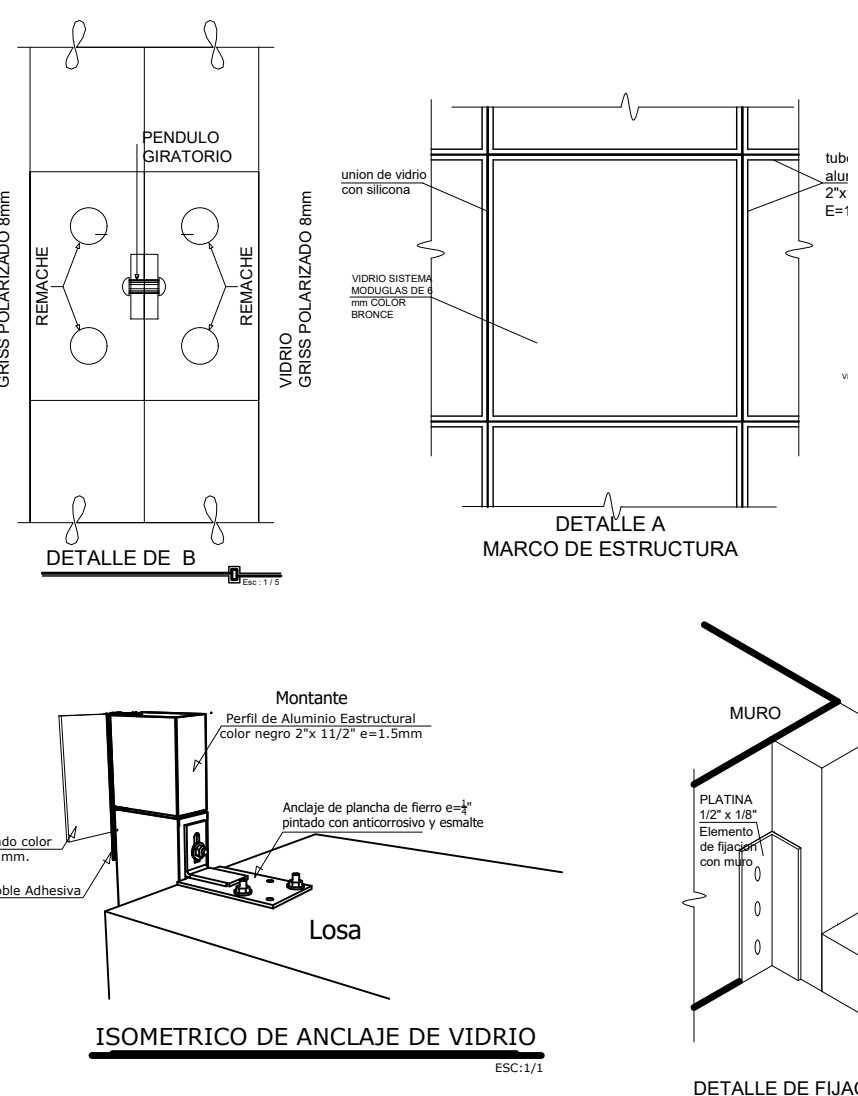 PENDULO
GIRATORIO
GRISS POLARIZADO 8mm
REMACHE
REMACHE
VIDRIO
GRISS POLARIZADO 8mm
DETALLE DE B
Esc : 1 / 5
union de vidrio
con silicona
VIDRIO SISTEMA
MODUGLAS DE 6
mm COLOR
BRONCE
2"x
DETALLE A
MARCO DE ESTRUCTURA
Montante
Perfil de Aluminio Eastructural
color negro 2"x 11/2" e=1.5mm
Anclaje de plancha de fierro e=1/4"
pintado con anticorrosivo y esmalte
color
mm.
Adhesiva
Losa
ISOMETRICO DE ANCLAJE DE VIDRIO
ESC:1/1
MURO
PLATINA
1/2" x 1/8"
Elemento
de fijacion
con muro
DETALLE DE